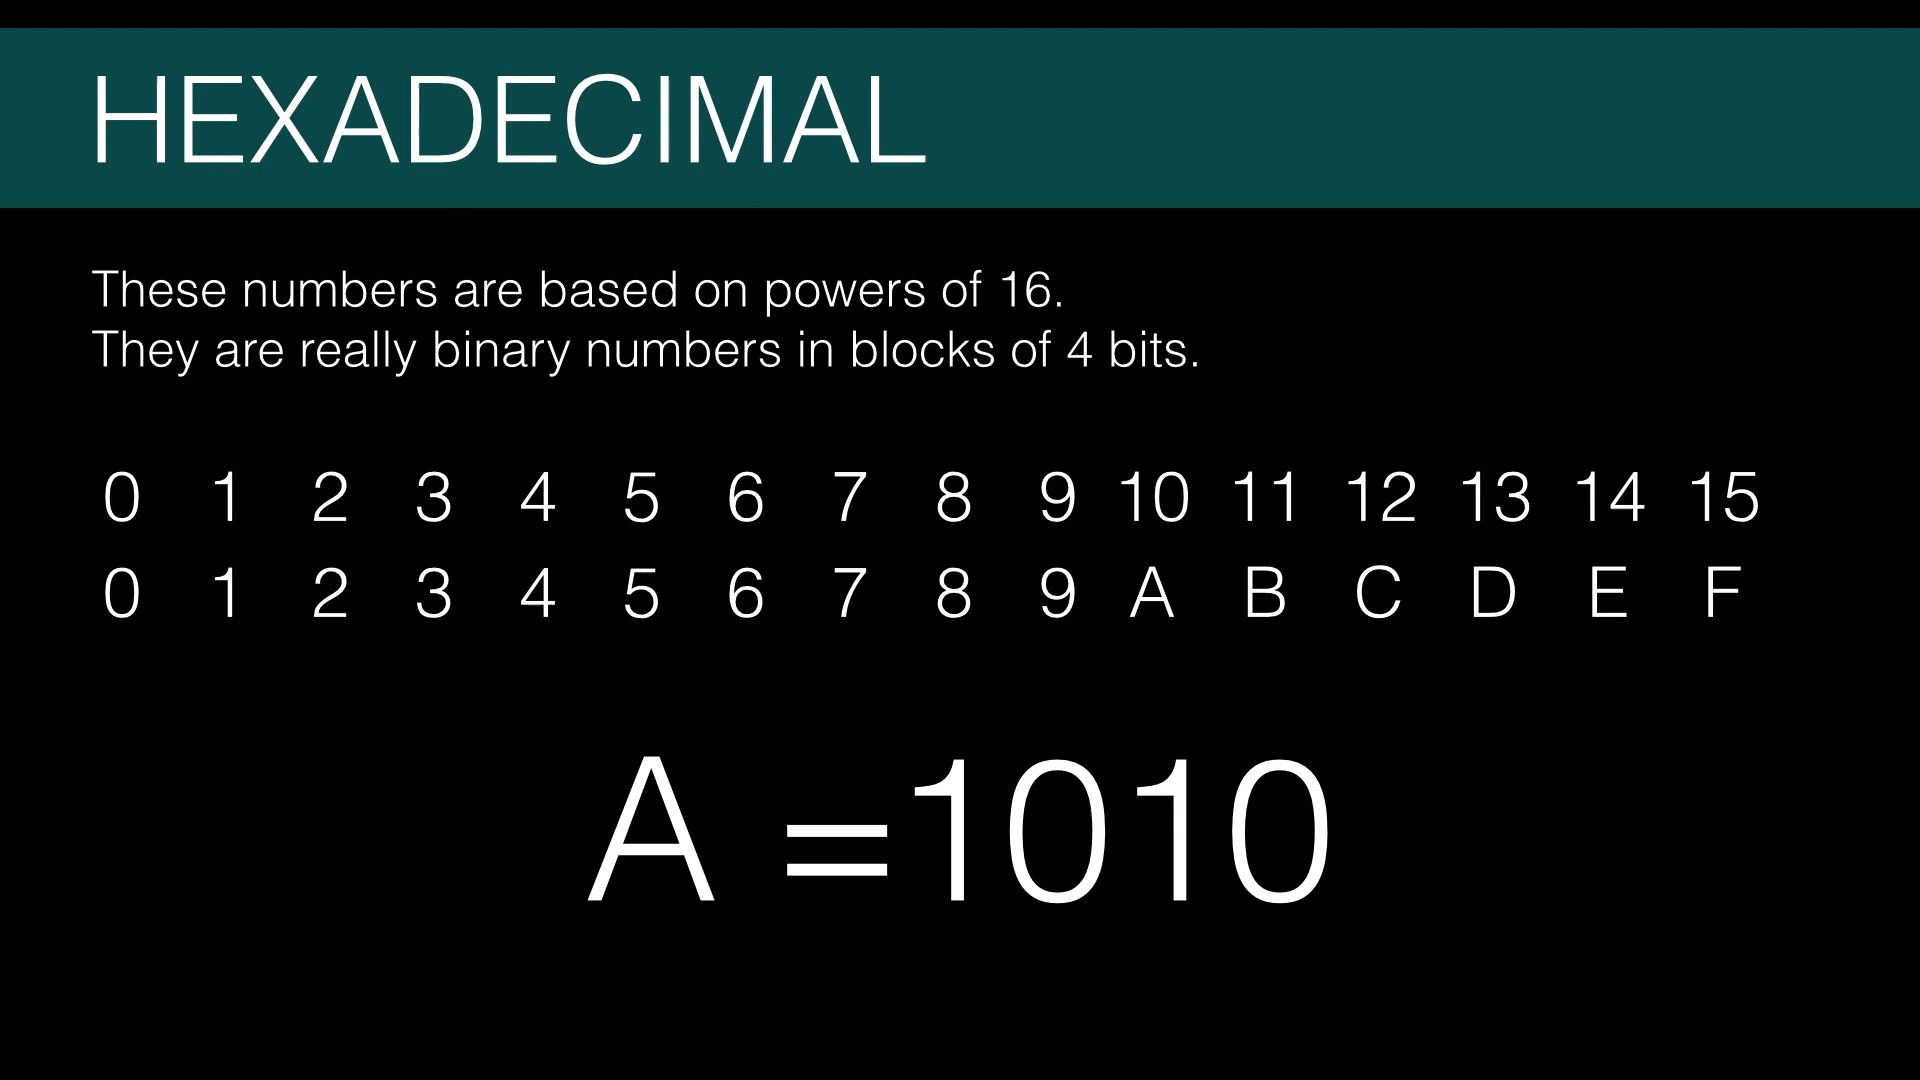 HEXADECIMAL
These numbers are based on powers of 16.
They are really binary numbers in blocks of 4 bits.
0 1 2 3 4 5 6 7 8 9 10 11 12 13 14 15
0 1 2 3 4 5 6 7 8 9 A B C D E F
A =1010